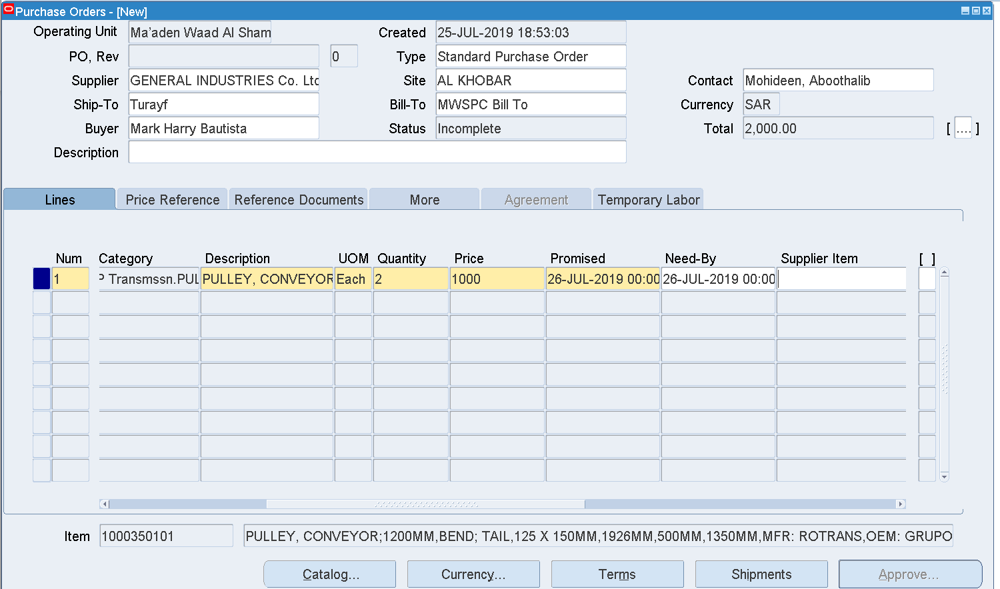 Purchase Orders - [New]
Operating Unit Ma'aden Waad Al Sham Created 25-JUL-2019 18:53:03
PO, Rev 0 Type Standard Purchase Order
Supplier GENERAL INDUSTRIES Co. Ltd Site AL KHOBAR Contact Mohideen, Aboothalib
Ship-To Turayf Bill-To MWSPC Bill To Currency SAR
Buyer Mark Harry Bautista Status Incomplete Total 2,000.00 [ .... ]
Description
Lines Price Reference Reference Documents More Agreement Temporary Labor
Num Category Description UOM Quantity Price Promised Need-By Supplier Item [ ]
1 P Transmssn.PUL PULLEY, CONVEYOR Each 2 1000 26-JUL-2019 00:00 26-JUL-2019 00:00
Item 1000350101 PULLEY, CONVEYOR;1200MM,BEND; TAIL,125 X 150MM,1926MM,500MM,1350MM,MFR: ROTRANS,OEM: GRUPO
Catalog... Currency... Terms Shipments Approve...